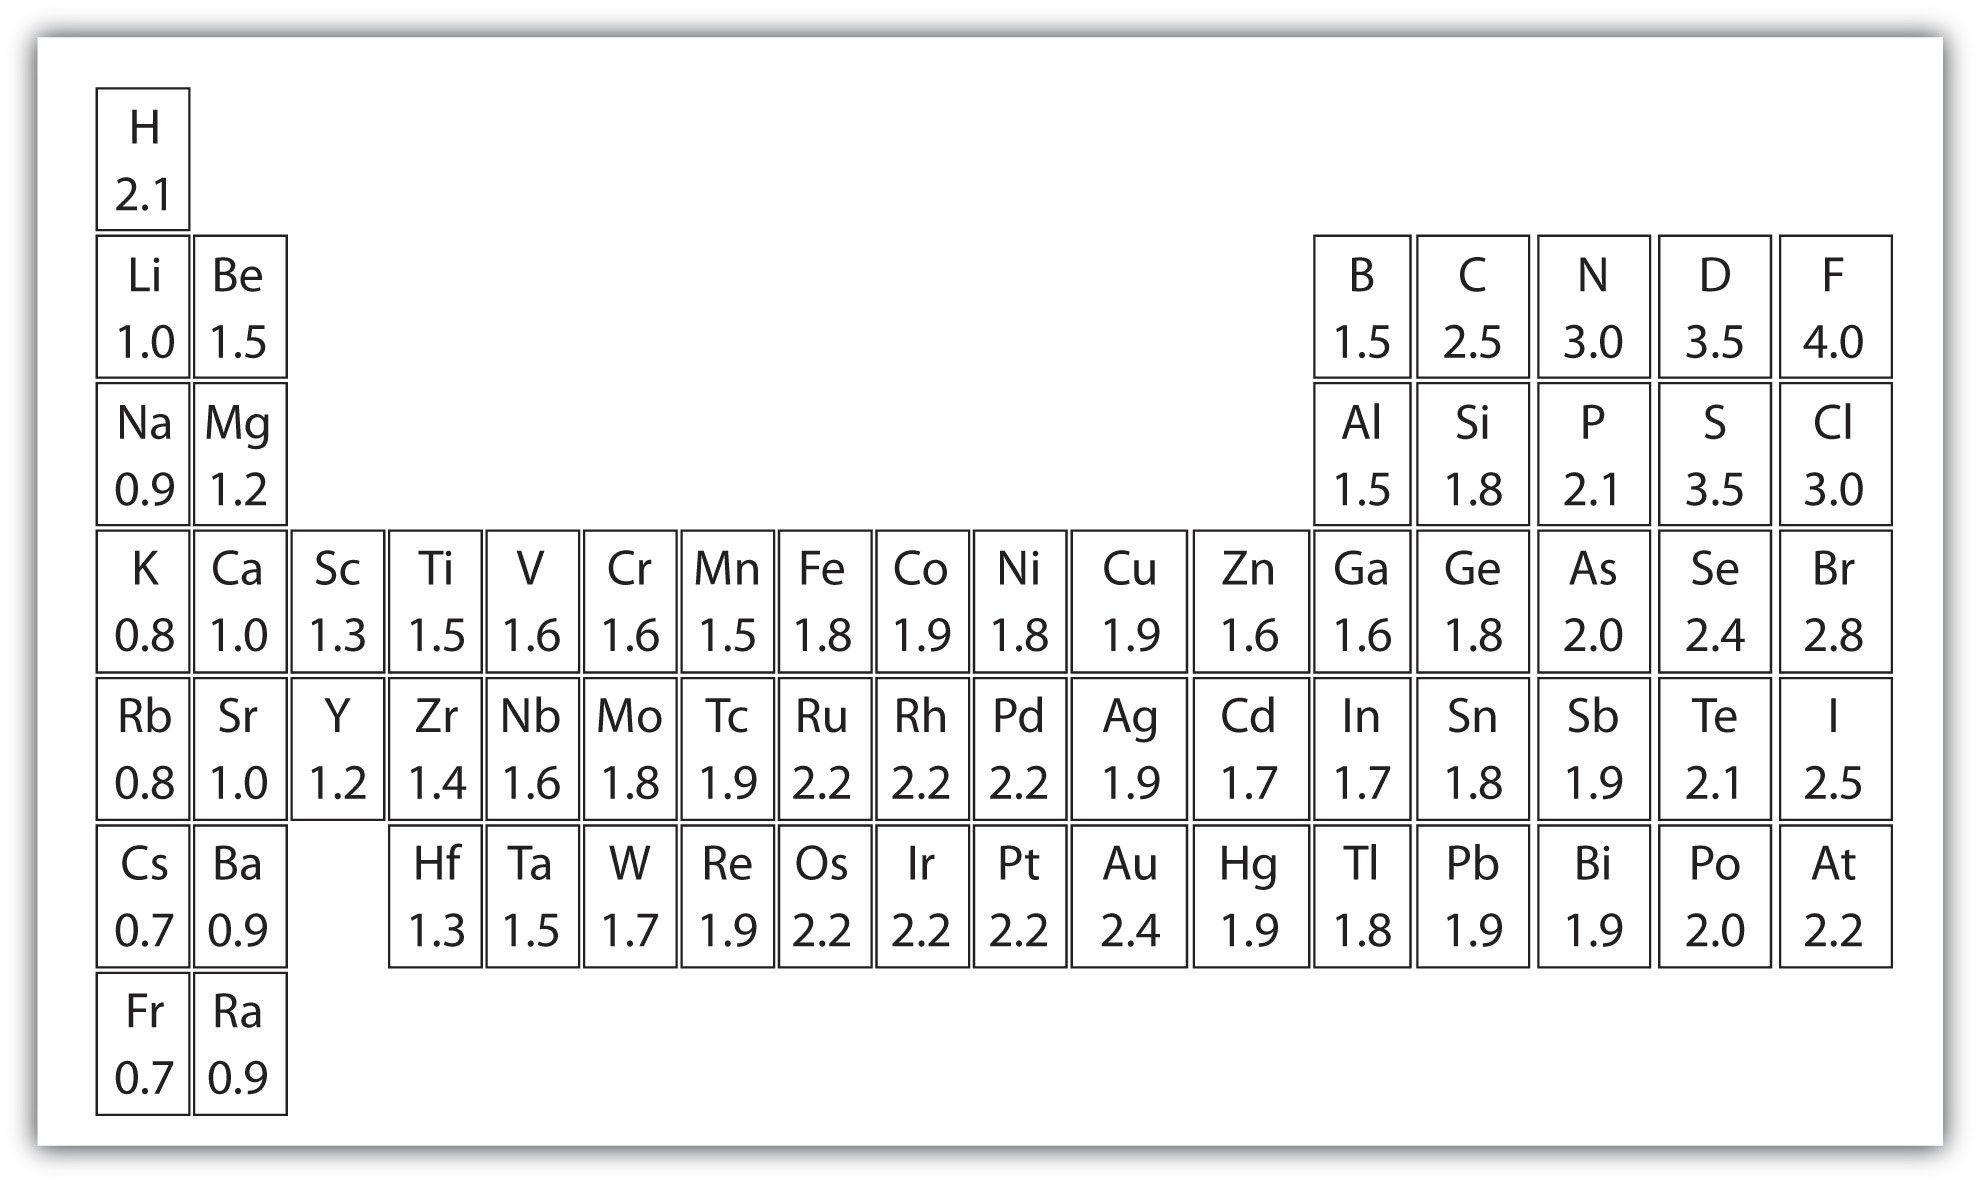 H
2.1
Li Be B C N D F
1.0 1.5 1.5 2.5 3.0 3.5 4.0
Na Mg Al Si P S Cl
0.9 1.2 1.5 1.8 2.1 3.5 3.0
K Ca Sc Ti V Cr Mn Fe Co Ni Cu Zn Ga Ge As Se Br
0.8 1.0 1.3 1.5 1.6 1.6 1.5 1.8 1.9 1.8 1.9 1.6 1.6 1.8 2.0 2.4 2.8
Rb Sr Y Zr Nb Mo Tc Ru Rh Pd Ag Cd In Sn Sb Te I
0.8 1.0 1.2 1.4 1.6 1.8 1.9 2.2 2.2 2.2 1.9 1.7 1.7 1.8 1.9 2.1 2.5
Cs Ba Hf Ta W Re Os Ir Pt Au Hg Tl Pb Bi Po At
0.7 0.9 1.3 1.5 1.7 1.9 2.2 2.2 2.2 2.4 1.9 1.8 1.9 1.9 2.0 2.2
Fr Ra
0.7 0.9